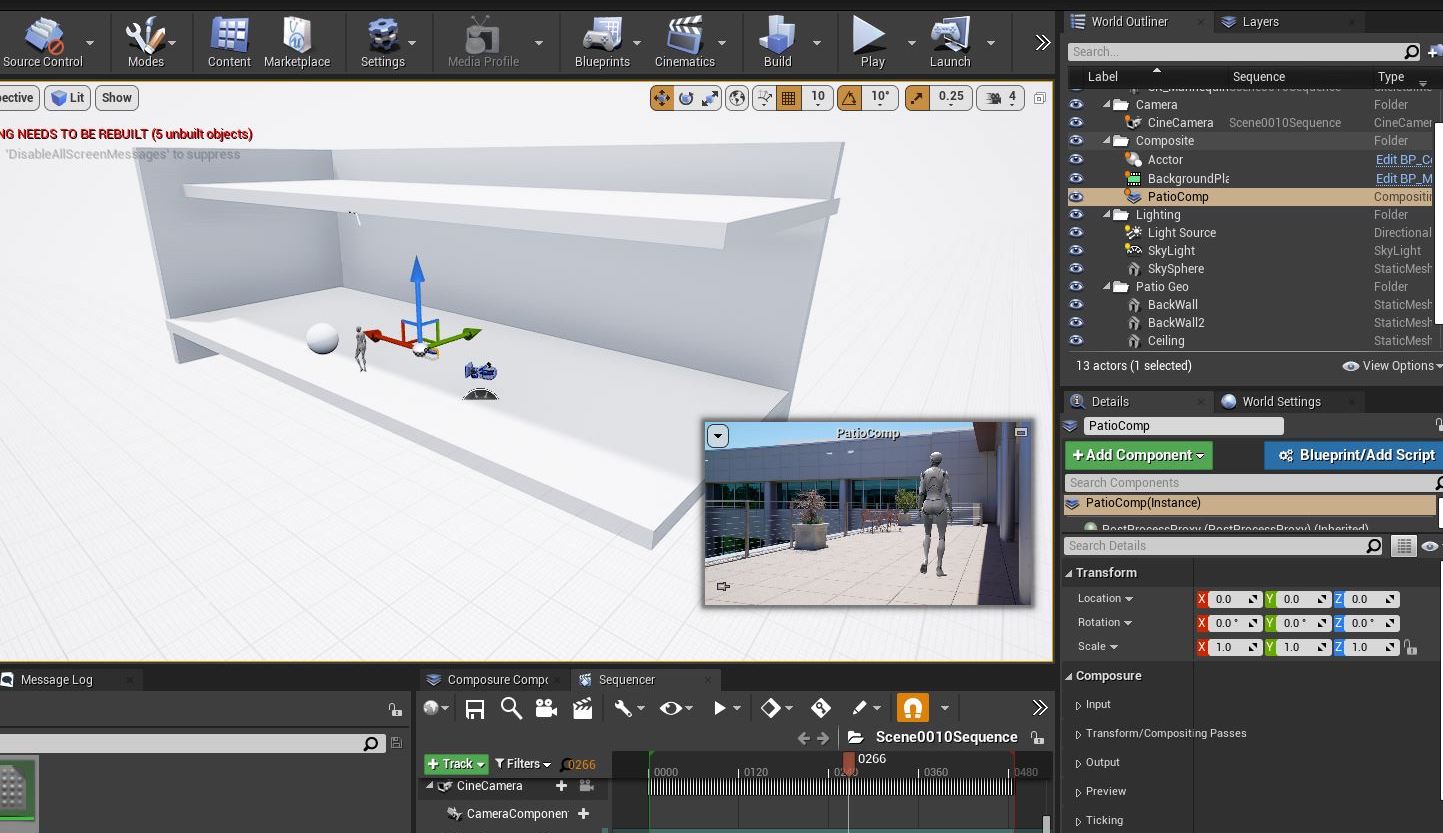 World Outliner
Layers
Source Control
Modes
Content
Marketplace
Settings
Media Profile
Blueprints
Cinematics
Build
Play
Launch
Search...
Label
Sequence
Type
Lit
Show
10
10°
0.25
4
NG NEEDS TO BE REBUILT (5 unbuilt objects)
'DisableAllScreenMessages' to suppress
Camera
Folder
CineCamera
Scene0010Sequence
CineCamer
Composite
Folder
Acctor
Edit BP_C
BackgroundPla
Edit BP_M
PatioComp
Compositin
Lighting
Folder
Light Source
Directional
SkyLight
SkyLight
SkySphere
StaticMesh
Patio Geo
Folder
BackWall
StaticMesh
BackWall2
StaticMesh
Ceiling
StaticMesh
13 actors (1 selected)
View Options
Details
World Settings
PatioComp
PatioComp
+Add Component
Blueprint/Add Script
Search Components
PatioComp(Instance)
PostProcessProxy (PostProcessProxy) (Inherited)
Search Details
Transform
Location
X 0.0 Y 0.0 Z 0.0
Rotation
X 0.0 ° Y 0.0 ° Z 0.0 °
Scale
X 1.0 Y 1.0 Z 1.0
Composure
Input
Transform/Compositing Passes
Output
Preview
Ticking
Message Log
Composure Compo
Sequencer
Scene0010Sequence
+ Track
Filters
0266
0266
0000
0120
0240
0360
0480
CineCamera
CameraComponen